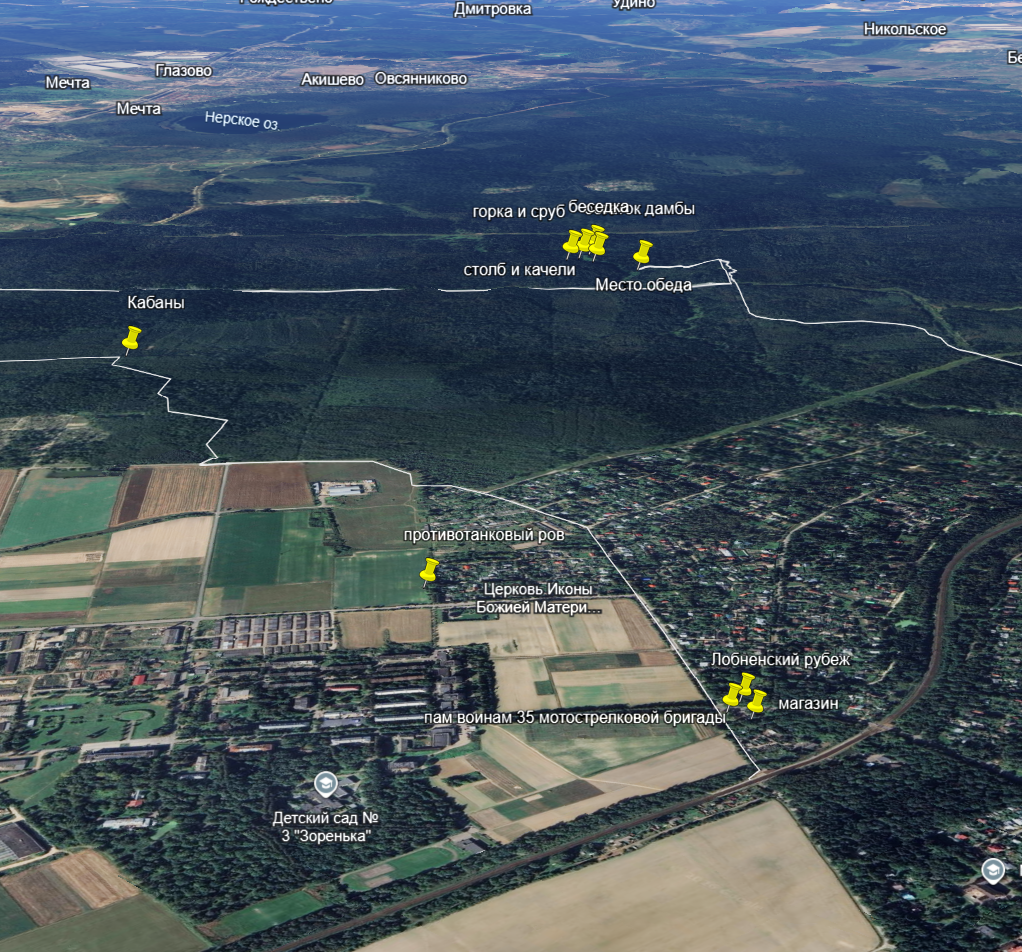 Рождествено
Дмитровка
Удино
Никольское
Глазово
Мечта
Акишево
Овсянниково
Мечта
Нерское оз.
горка и сруб
беседка
ок дамбы
столб и качели
Место обеда
Кабаны
противотанковый ров
Церковь Иконы
Божией Матери...
Лобненский рубеж
магазин
пам воинам 35 мотострелковой бригады
Детский сад №
3 "Зоренька"